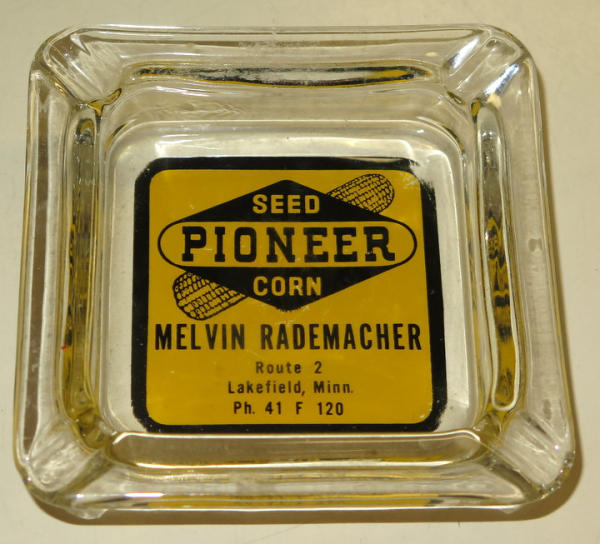 SEED
PIONEER
CORN
MELVIN RADEMACHER
Route 2
Lakefield, Minn.
Ph. 41 F 120